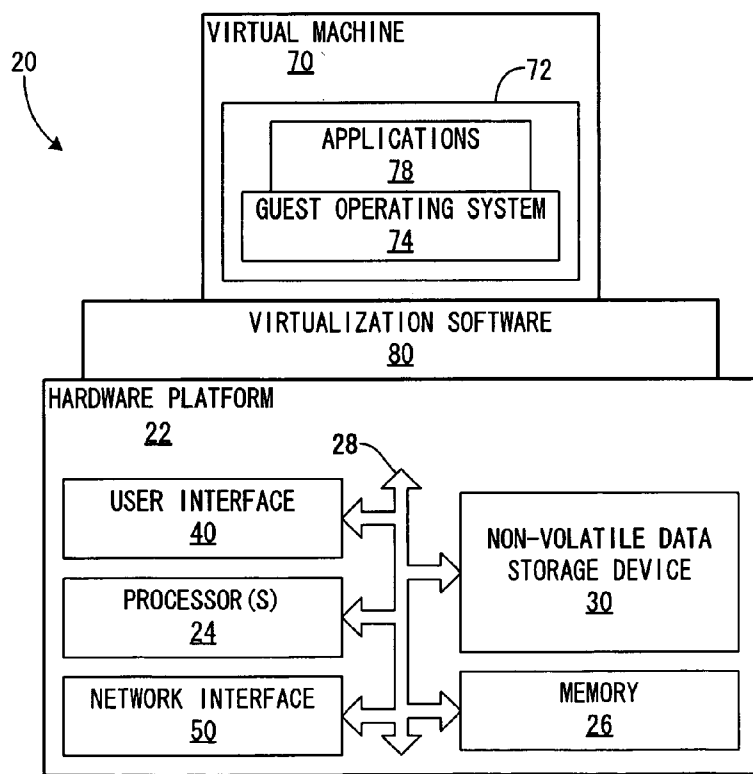 VIRTUAL MACHINE
70
20
72
APPLICATIONS
78
GUEST OPERATING SYSTEM
74
VIRTUALIZATION SOFTWARE
80
HARDWARE PLATFORM
22
28
USER INTERFACE
40
PROCESSOR(S)
24
NETWORK INTERFACE
50
NON-VOLATILE DATA
STORAGE DEVICE
30
MEMORY
26